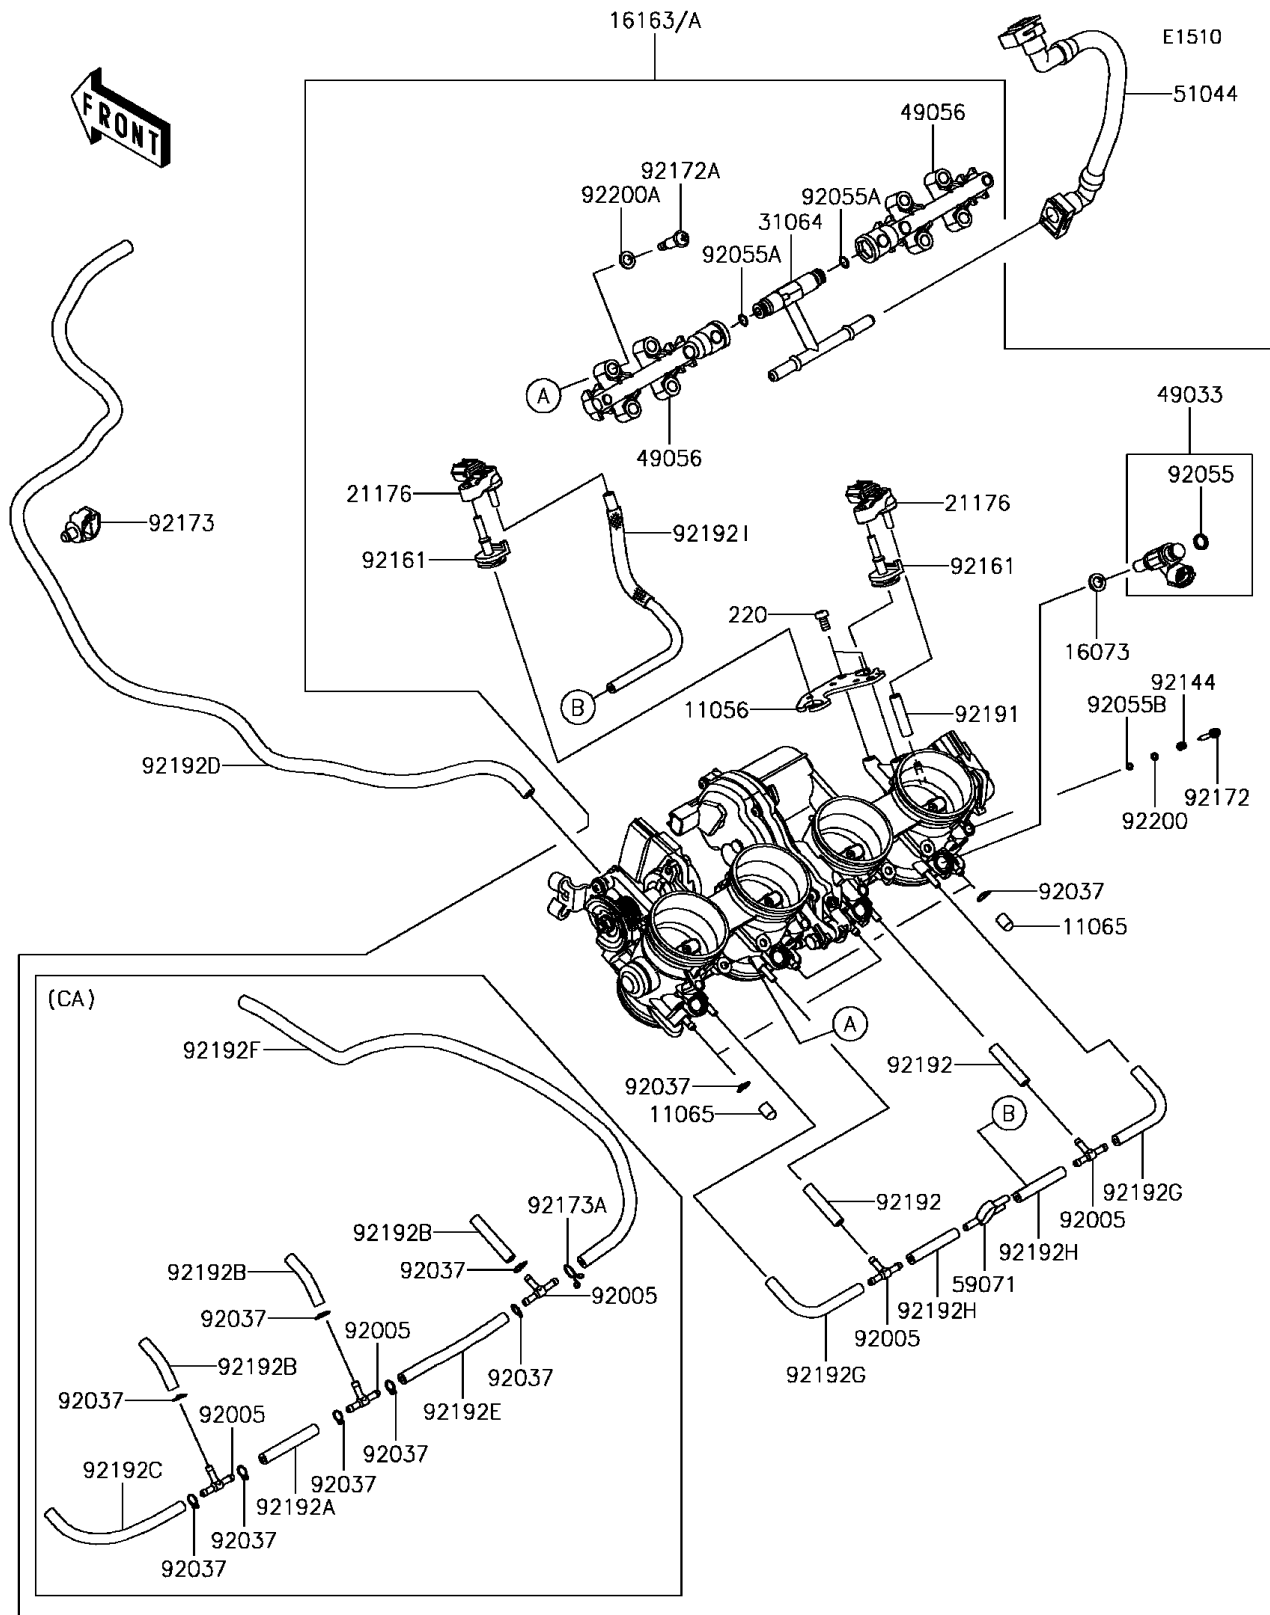 16163/A
E1510
FRONT
51044
49056
92172A
92200A
92055A
31064
92055A
49033
49056
92055
21176
21176
92173
92192I
92161
92161
220
16073
92144
11056
92055B
92191
92192D
92172
92200
92037
11065
(CA)
A
B
A
92192F
92192
92037
11065
B
92192
92192G
92005
92173A
92192B
92192H
92192B
92037
92005
59071
92192H
92037
92005
92005
92192G
92192B
92037
92037
92005
92192E
92037
92192C
92037
92192A
92037
92037